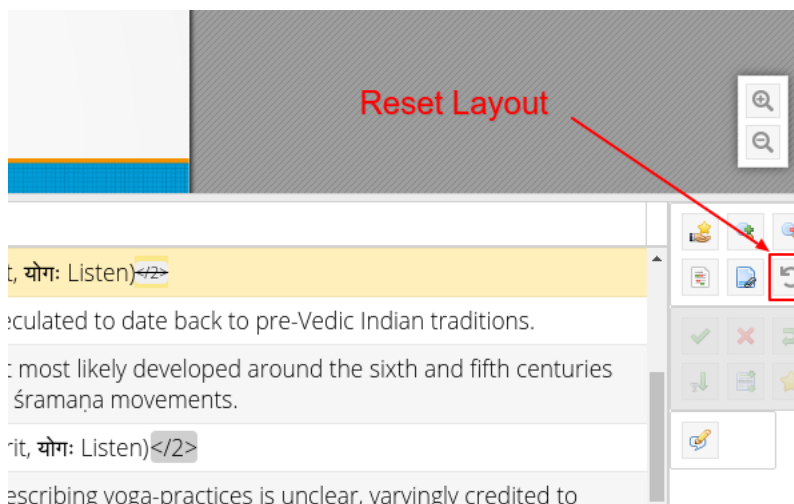 Reset Layout
t, योगः Listen)</2>
eculated to date back to pre-Vedic Indian traditions.
t most likely developed around the sixth and fifth centuries
śramaṇa movements.
rit, योगः Listen)</2>
escribing yoga-practices is unclear, varyingly credited to